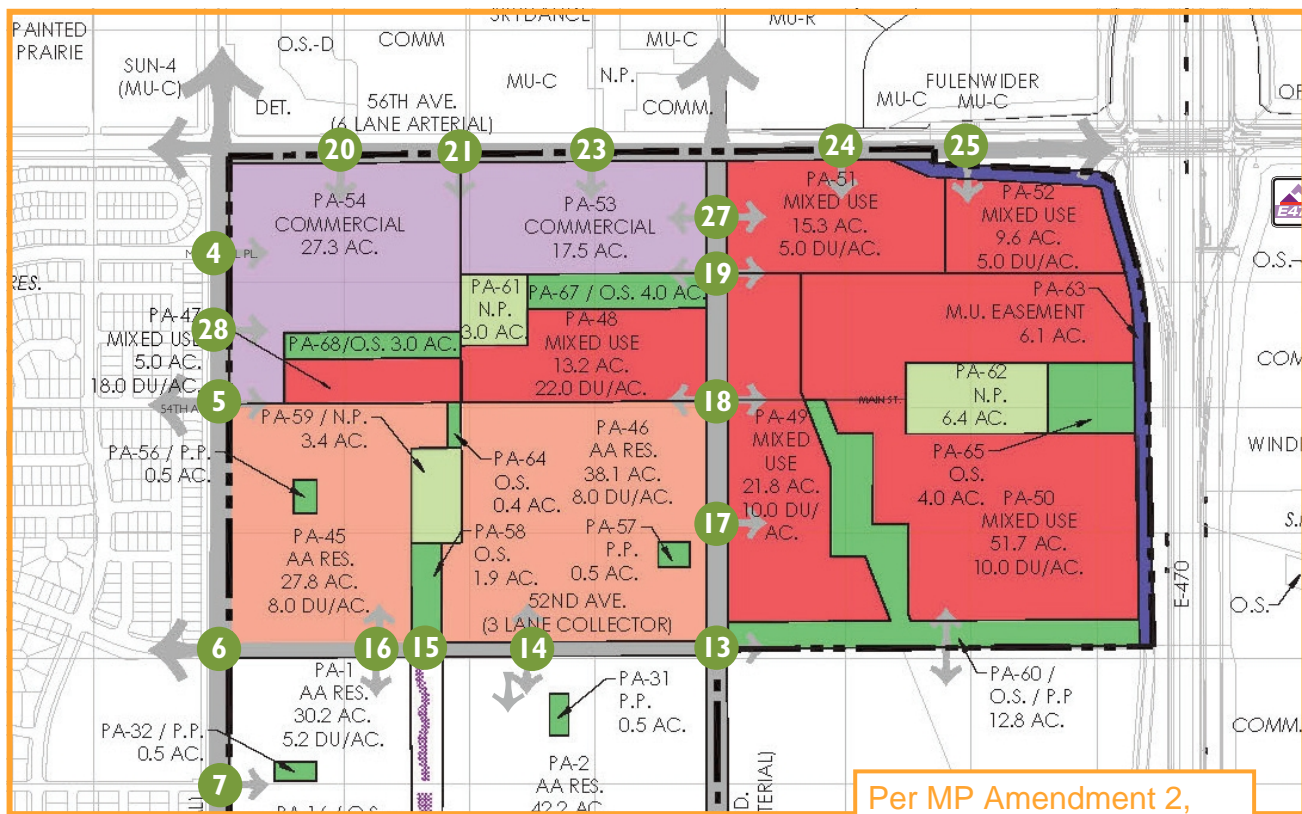 PAINTED
PRAIRIE
SUN-4
(MU-C)
O.S.-D
COMM
DET.
56TH AVE.
(6 LANE ARTERIAL)
MU-C
MU-C
N.P.
COMM.
SKYDANCE
MU-R
MU-C
FULENWIDER
MU-C
20
21
23
24
25
PA-54
COMMERCIAL
27.3 AC.
PA-53
COMMERCIAL
17.5 AC.
PA-51
MIXED USE
15.3 AC.
5.0 DU/AC.
PA-52
MIXED USE
9.6 AC.
5.0 DU/AC.
27
4
PL.
19
RES.
O.S.
PA-61
N.P.
3.0 AC.
PA-67 / O.S. 4.0 AC.
PA-63
M.U. EASEMENT
6.1 AC.
PA-47
MIXED USE
5.0 AC.
18.0 DU/AC.
28
PA-68/O.S. 3.0 AC.
PA-48
MIXED USE
13.2 AC.
22.0 DU/AC.
PA-62
N.P.
6.4 AC.
5
54TH
18
MAIN ST.
PA-59 / N.P.
3.4 AC.
PA-46
AA RES.
38.1 AC.
8.0 DU/AC.
PA-49
MIXED
USE
21.8 AC.
10.0 DU/
AC.
PA-56 / P.P.
0.5 AC.
PA-64
O.S.
0.4 AC.
PA-65
O.S.
4.0 AC.
PA-50
MIXED USE
51.7 AC.
10.0 DU/AC.
17
PA-45
AA RES.
27.8 AC.
8.0 DU/AC.
PA-58
O.S.
1.9 AC.
PA-57
P.P.
0.5 AC.
52ND AVE.
(3 LANE COLLECTOR)
E-470
O.S.
6
16
15
14
13
PA-1
AA RES.
30.2 AC.
5.2 DU/AC.
PA-31
P.P.
0.5 AC.
PA-60 /
O.S. / P.P
12.8 AC.
COMM.
PA-32 / P.P.
0.5 AC.
7
PA-2
AA RES.
42.2 AC
PA-16 / O.S.
D.
TERIAL)
Per MP Amendment 2,